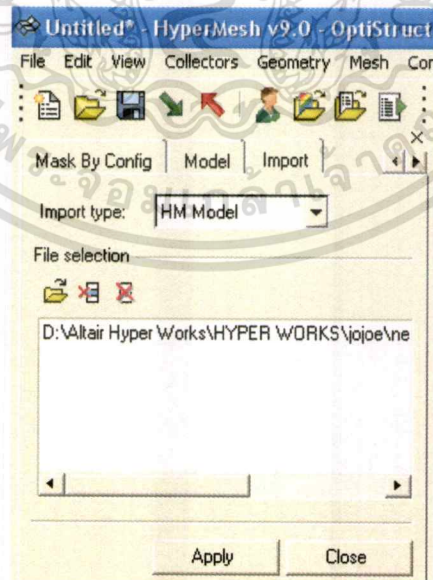 Untitled* - HyperMesh v9.0 - OptiStruct
File Edit View Collectors Geometry Mesh Con
Mask By Config Model Import
Import type: HM Model
File selection
D:\Altair Hyper Works\HYPER WORKS\jojoe\ne
Apply Close